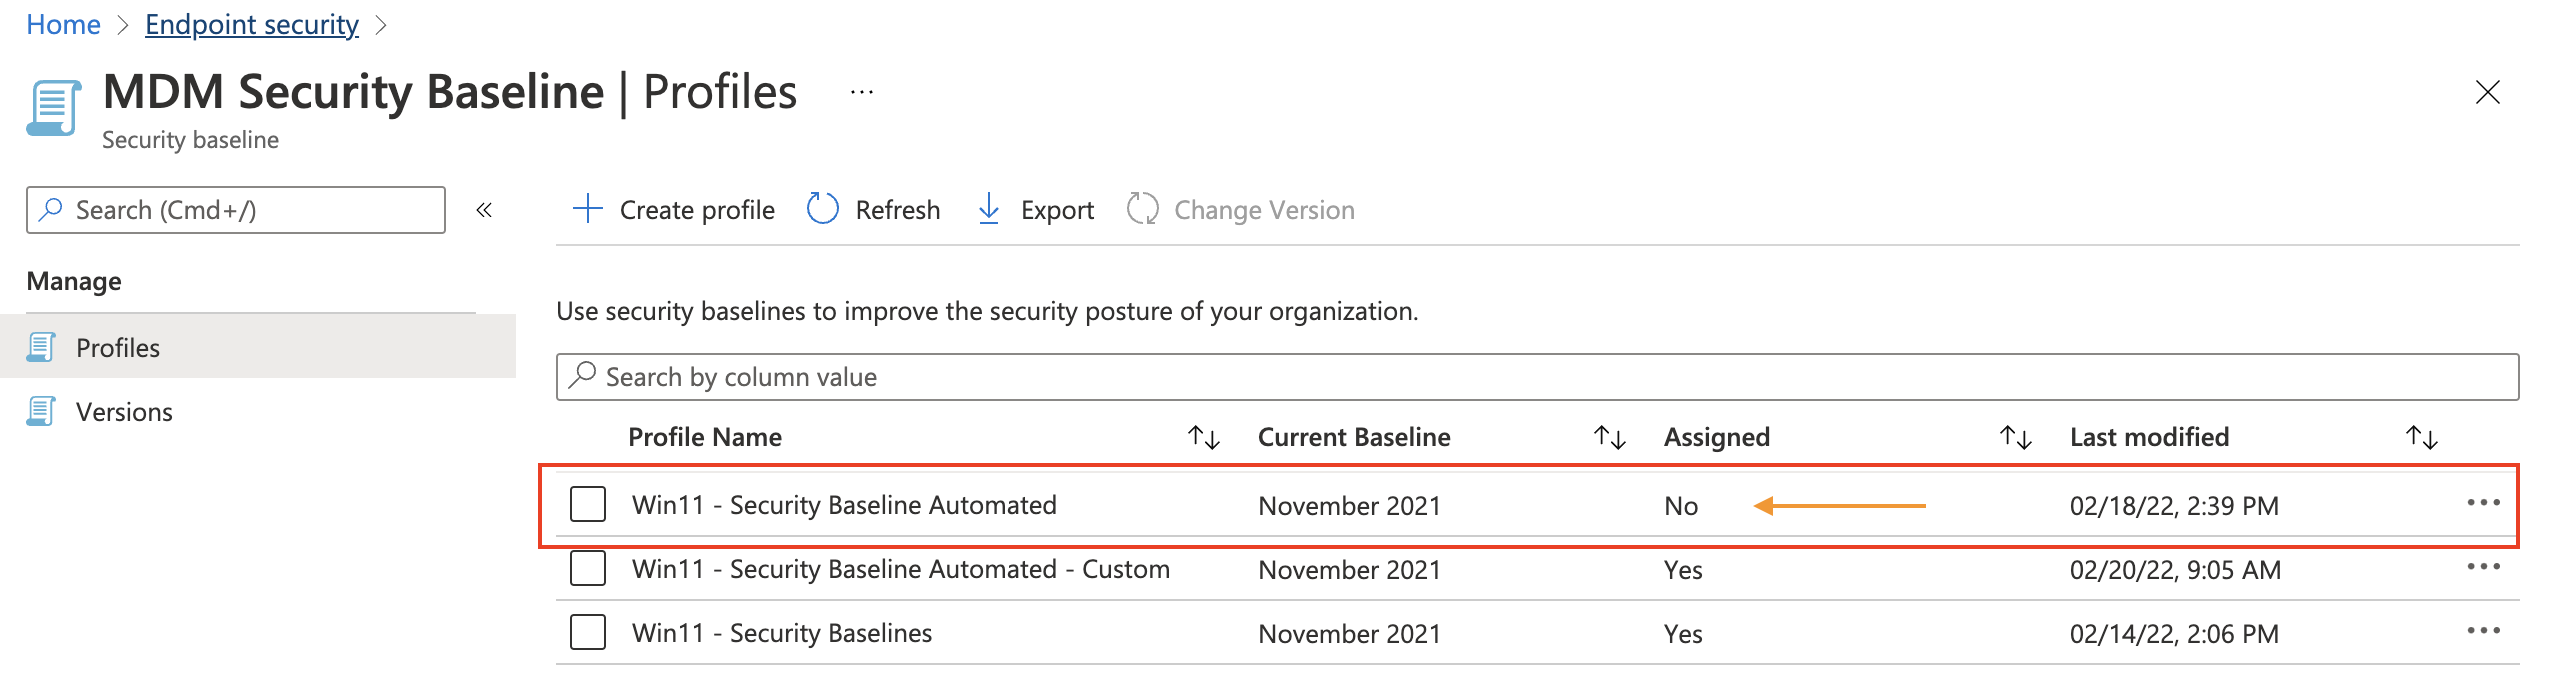 Home > Endpoint security >
MDM Security Baseline | Profiles ...
Security baseline
Search (Cmd+/)
«
Manage
Profiles
Versions
Create profile Refresh Export Change Version
Use security baselines to improve the security posture of your organization.
Search by column value
Profile Name Current Baseline Assigned Last modified
Win11 - Security Baseline Automated November 2021 No 02/18/22, 2:39 PM ...
Win11 - Security Baseline Automated - Custom November 2021 Yes 02/20/22, 9:05 AM ...
Win11 - Security Baselines November 2021 Yes 02/14/22, 2:06 PM ...